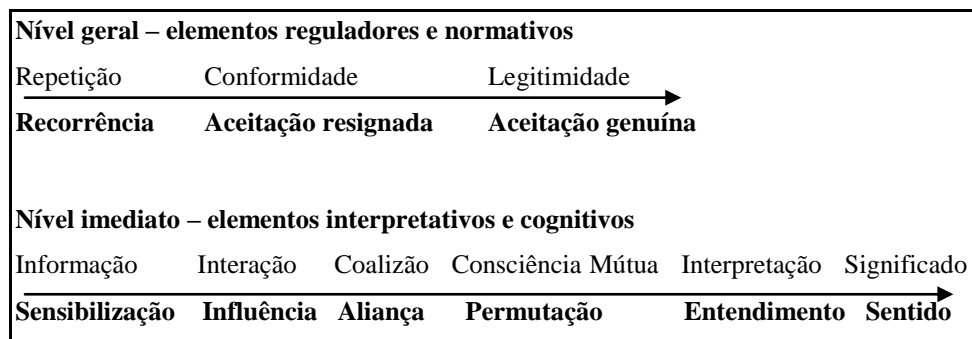 Nível geral – elementos reguladores e normativos
Repetição Conformidade Legitimidade
Recorrência Aceitação resignada Aceitação genuína
Nível imediato – elementos interpretativos e cognitivos
Informação Interação Coalizão Consciência Mútua Interpretação Significado
Sensibilização Influência Aliança Permutação Entendimento Sentido